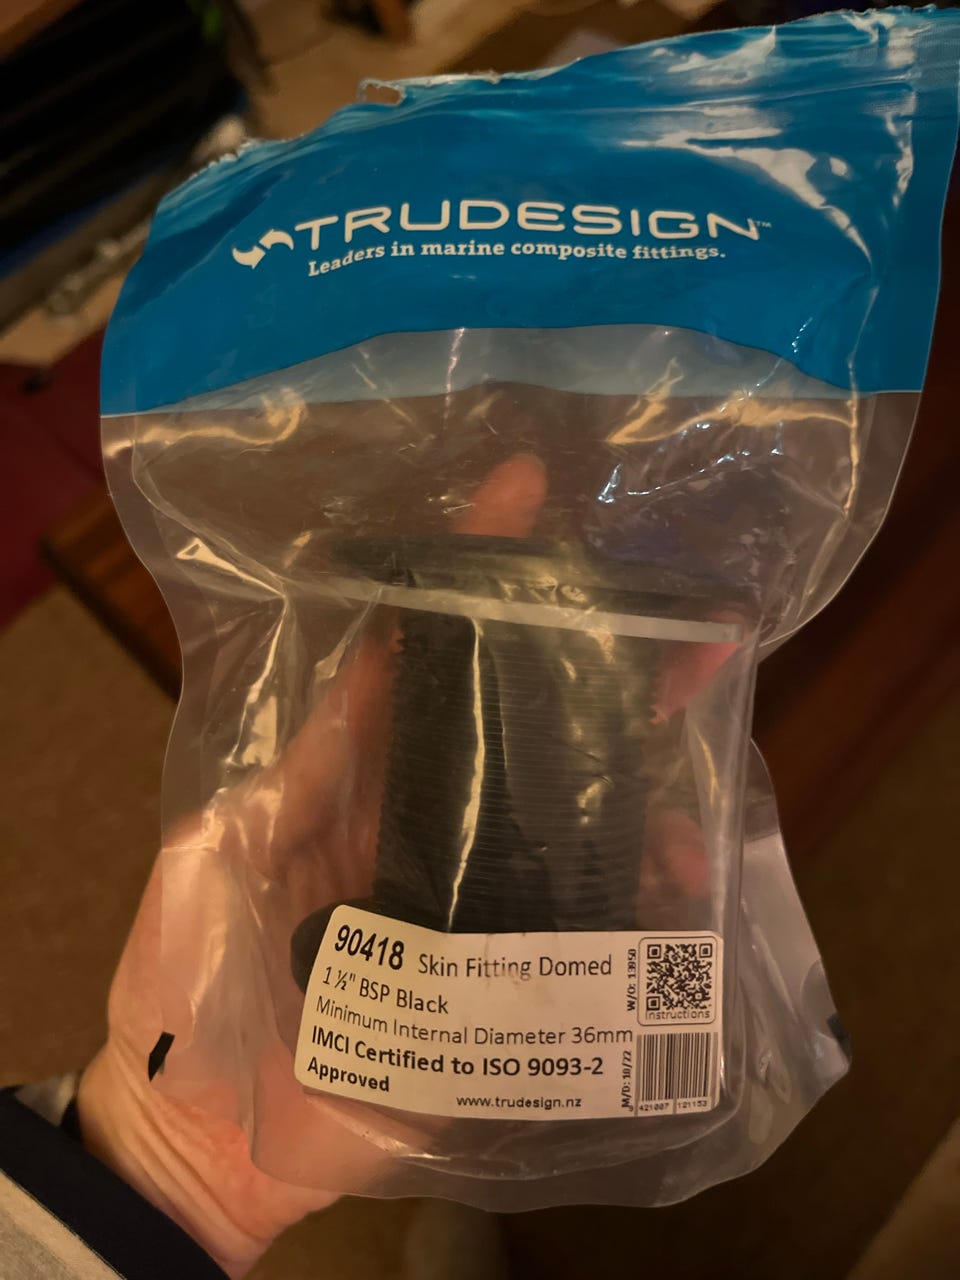 TRUDESIGN™
Leaders in marine composite fittings.
90418 Skin Fitting Domed
1 ½" BSP Black
Minimum Internal Diameter 36mm
IMCI Certified to ISO 9093-2
Approved
www.trudesign.nz
W/O: 13950
Instructions
M/D: 10/22
9 421007 121153